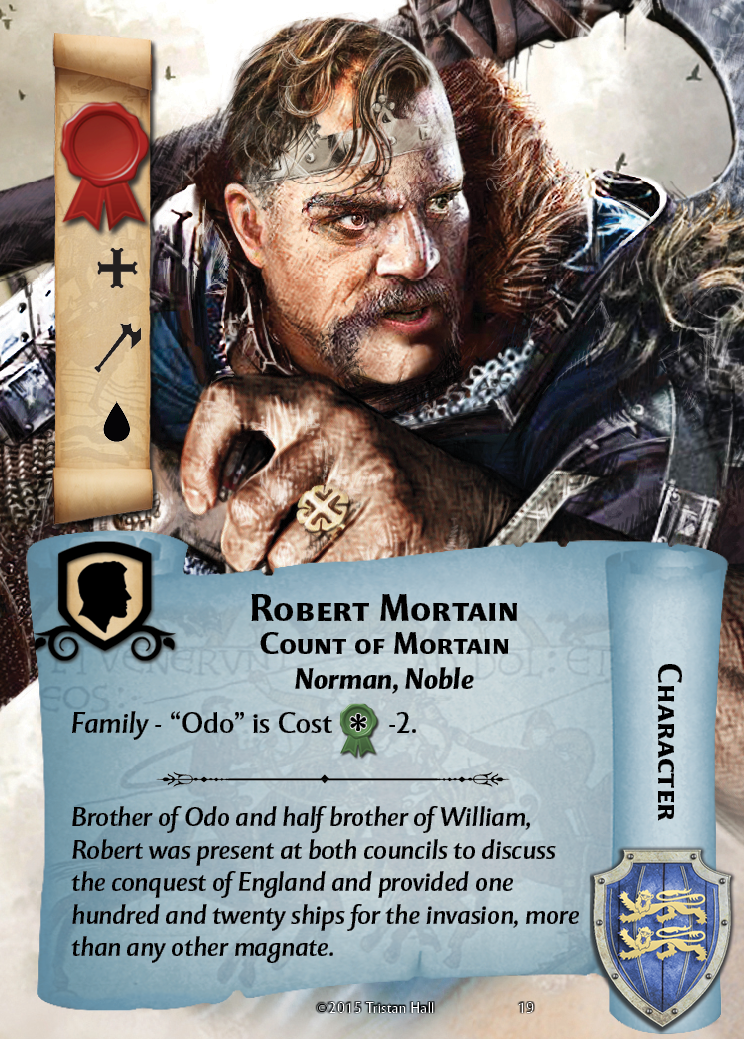 Robert Mortain
Count of Mortain
Norman, Noble
Family - “Odo” is Cost * -2.
Brother of Odo and half brother of William,
Robert was present at both councils to discuss
the conquest of England and provided one
hundred and twenty ships for the invasion, more
than any other magnate.
Character
©2015 Tristan Hall
19